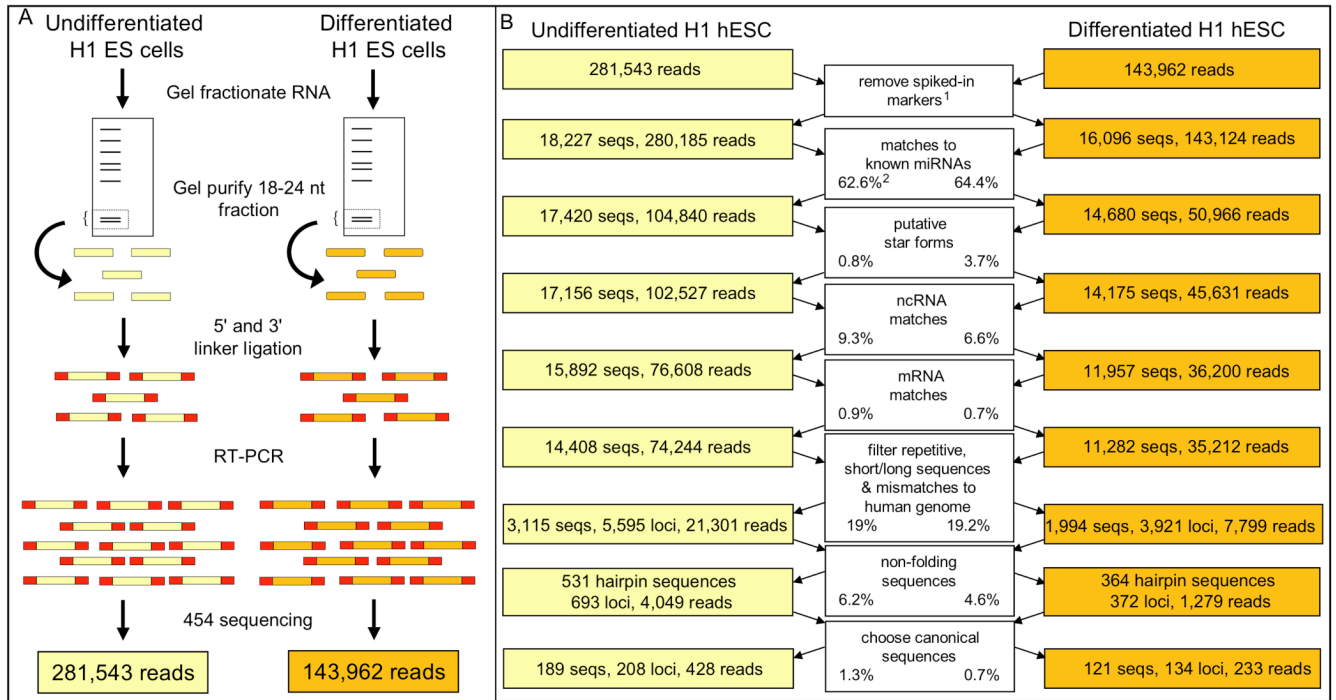 A
Undifferentiated
H1 ES cells
Differentiated
H1 ES cells
Gel fractionate RNA
Gel purify 18-24 nt
fraction
{
{
5' and 3'
linker ligation
RT-PCR
454 sequencing
281,543 reads
143,962 reads
B
Undifferentiated H1 hESC
Differentiated H1 hESC
281,543 reads
143,962 reads
remove spiked-in
markers1
18,227 seqs, 280,185 reads
16,096 seqs, 143,124 reads
matches to
known miRNAs
62.6%2 64.4%
17,420 seqs, 104,840 reads
14,680 seqs, 50,966 reads
putative
star forms
0.8% 3.7%
17,156 seqs, 102,527 reads
14,175 seqs, 45,631 reads
ncRNA
matches
9.3% 6.6%
15,892 seqs, 76,608 reads
11,957 seqs, 36,200 reads
mRNA
matches
0.9% 0.7%
14,408 seqs, 74,244 reads
11,282 seqs, 35,212 reads
filter repetitive,
short/long sequences
& mismatches to
human genome
19% 19.2%
3,115 seqs, 5,595 loci, 21,301 reads
1,994 seqs, 3,921 loci, 7,799 reads
non-folding
sequences
6.2% 4.6%
531 hairpin sequences
693 loci, 4,049 reads
364 hairpin sequences
372 loci, 1,279 reads
choose canonical
sequences
1.3% 0.7%
189 seqs, 208 loci, 428 reads
121 seqs, 134 loci, 233 reads